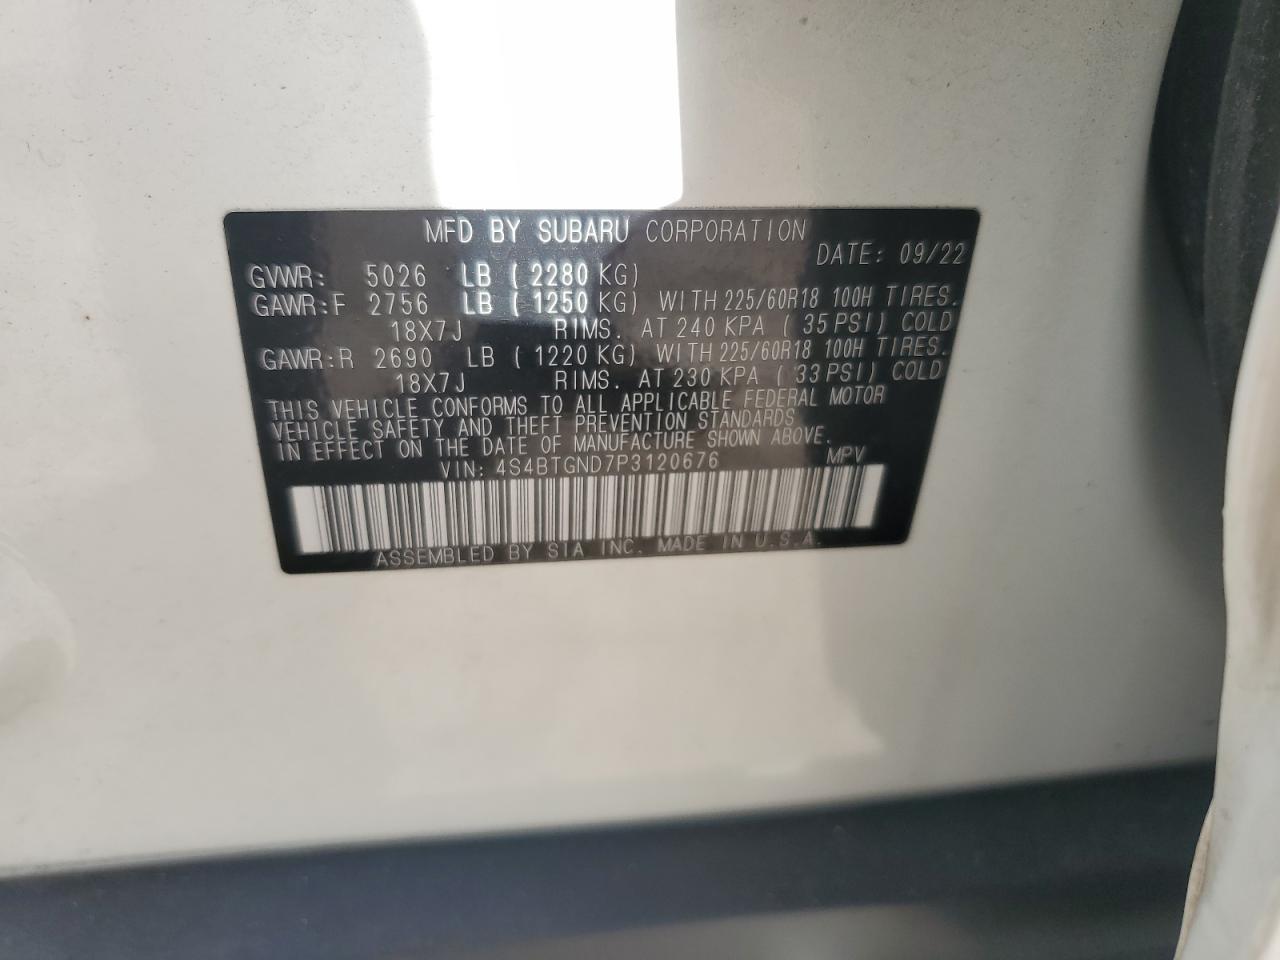 MFD BY SUBARU CORPORATION
DATE: 09/22
GVWR: 5026 LB ( 2280 KG)
GAWR:F 2756 LB ( 1250 KG) WITH 225/60R18 100H TIRES.
18X7J RIMS. AT 240 KPA ( 35 PSI) COLD
GAWR:R 2690 LB ( 1220 KG) WITH 225/60R18 100H TIRES.
18X7J RIMS. AT 230 KPA ( 33 PSI) COLD
THIS VEHICLE CONFORMS TO ALL APPLICABLE FEDERAL MOTOR
VEHICLE SAFETY AND THEFT PREVENTION STANDARDS
IN EFFECT ON THE DATE OF MANUFACTURE SHOWN ABOVE.
VIN: 4S4BTGND7P3120676 MPV
ASSEMBLED BY SIA INC. MADE IN U.S.A.